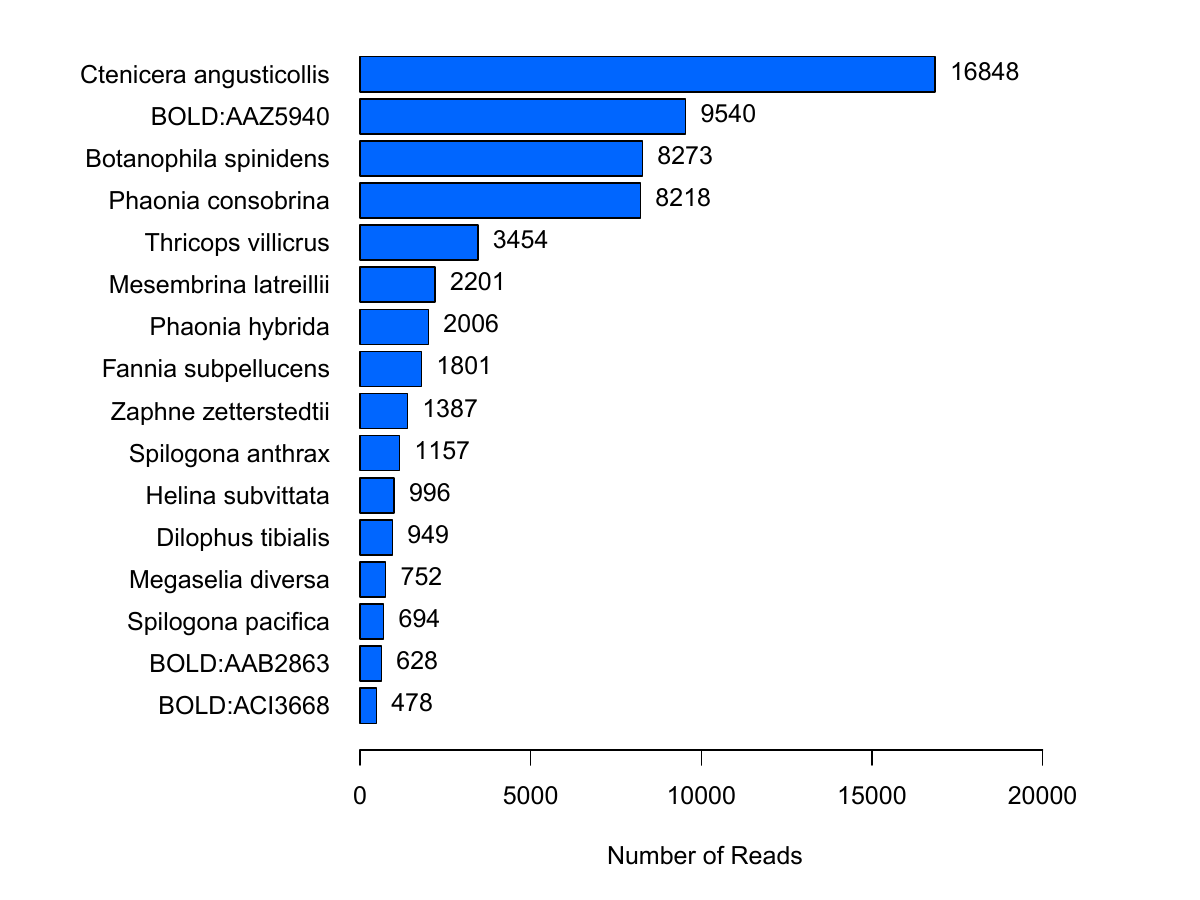 Ctenicera angusticollis 16848
BOLD:AAZ5940 9540
Botanophila spinidens 8273
Phaonia consobrina 8218
Thricops villicrus 3454
Mesembrina latreillii 2201
Phaonia hybrida 2006
Fannia subpellucens 1801
Zaphne zetterstedtii 1387
Spilogona anthrax 1157
Helina subvittata 996
Dilophus tibialis 949
Megaselia diversa 752
Spilogona pacifica 694
BOLD:AAB2863 628
BOLD:ACI3668 478
0 5000 10000 15000 20000
Number of Reads